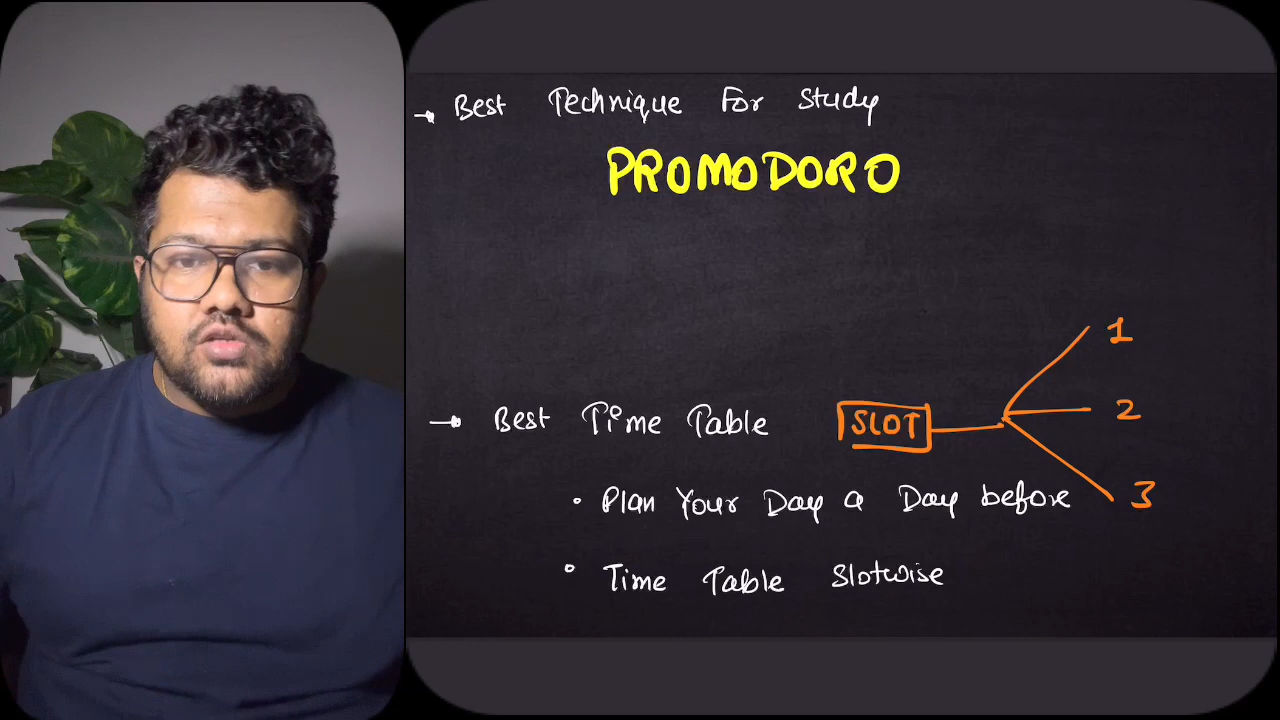 → Best Technique For Study
PROMODORO
1
→ Best Time Table SLOT 2
3
• Plan Your Day a Day before
• Time Table Slotwise